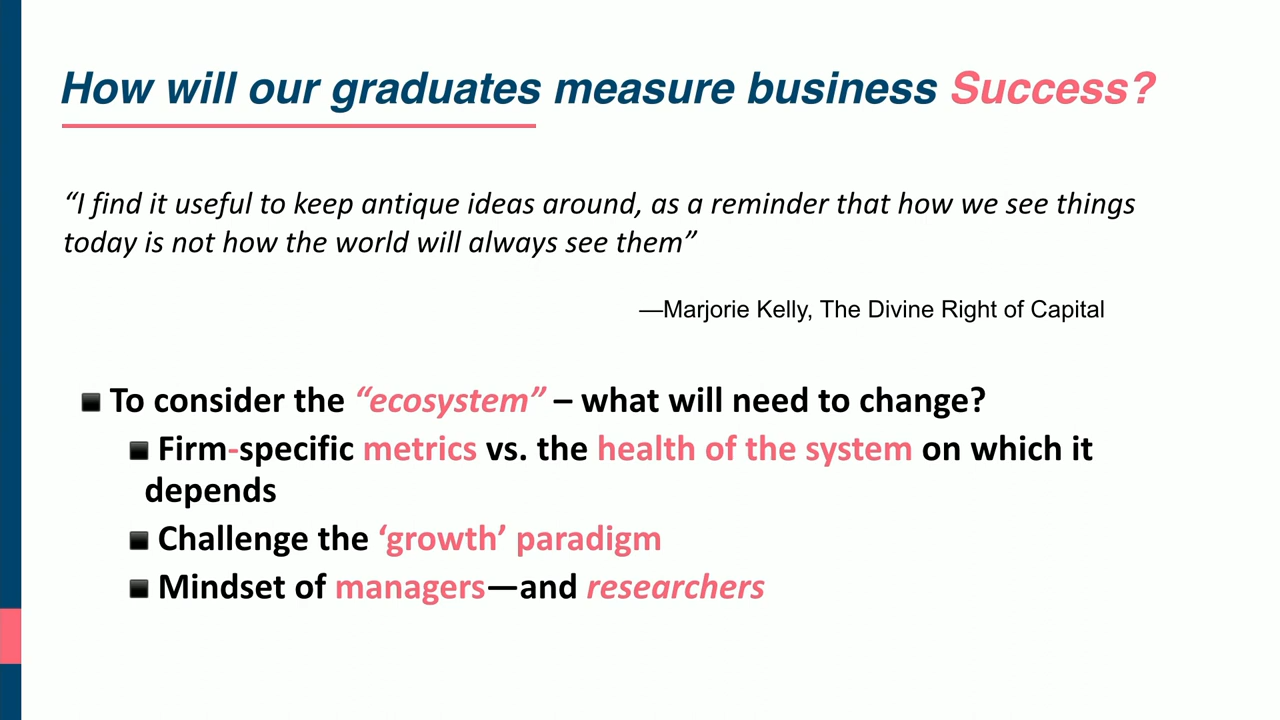 How will our graduates measure business Success?
“I find it useful to keep antique ideas around, as a reminder that how we see things
today is not how the world will always see them”
—Marjorie Kelly, The Divine Right of Capital
To consider the “ecosystem” – what will need to change?
Firm-specific metrics vs. the health of the system on which it
depends
Challenge the ‘growth’ paradigm
Mindset of managers—and researchers